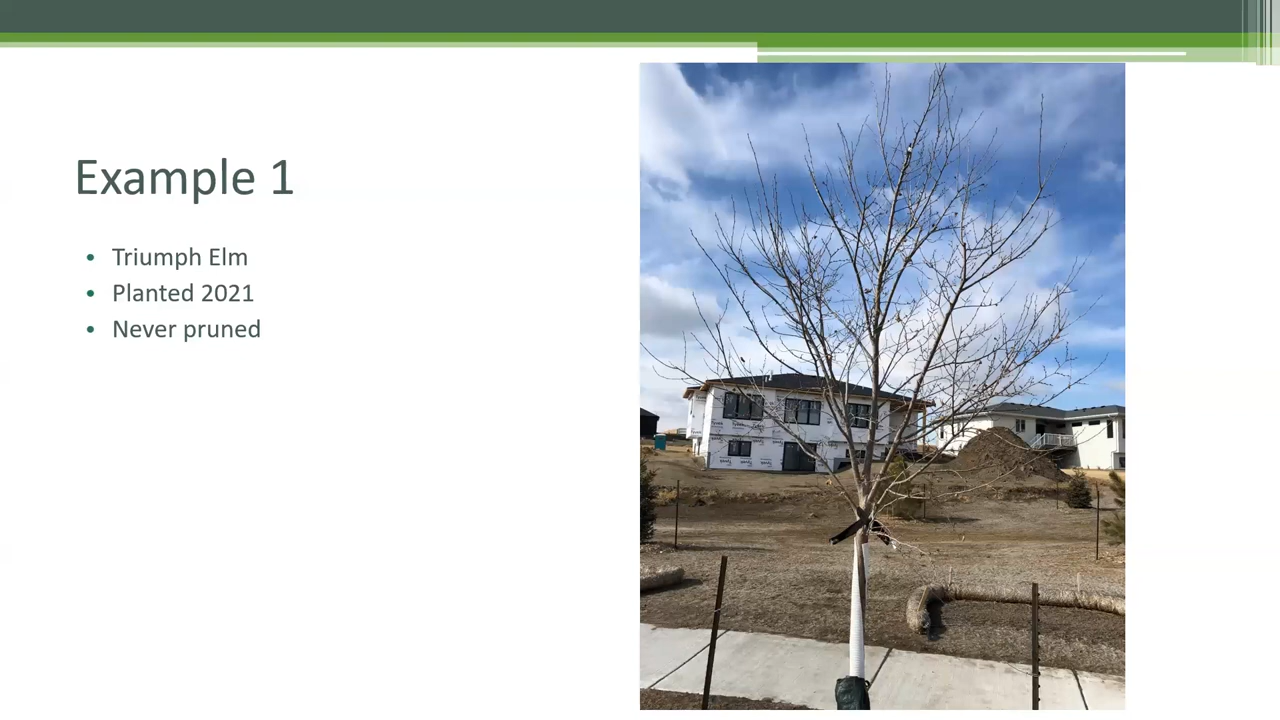 Example 1
• Triumph Elm
• Planted 2021
• Never pruned